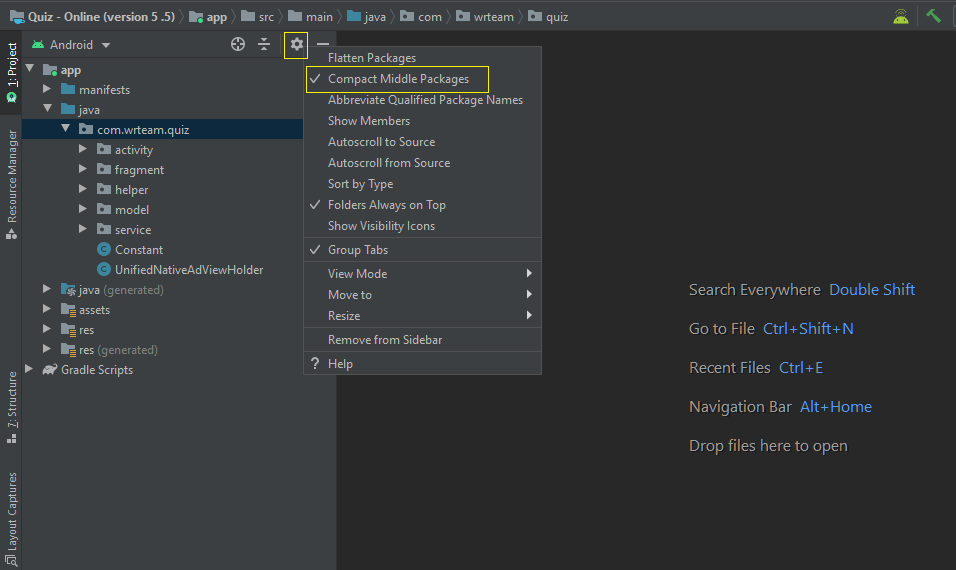 Quiz - Online (version 5 .5) app src main java com wrteam quiz
Android
1: Project
Resource Manager
7: Structure
Layout Captures
app
manifests
java
com.wrteam.quiz
activity
fragment
helper
model
service
Constant
UnifiedNativeAdViewHolder
java (generated)
assets
res
res (generated)
Gradle Scripts
Flatten Packages
Compact Middle Packages
Abbreviate Qualified Package Names
Show Members
Autoscroll to Source
Autoscroll from Source
Sort by Type
Folders Always on Top
Show Visibility Icons
Group Tabs
View Mode
Move to
Resize
Remove from Sidebar
? Help
Search Everywhere Double Shift
Go to File Ctrl+Shift+N
Recent Files Ctrl+E
Navigation Bar Alt+Home
Drop files here to open